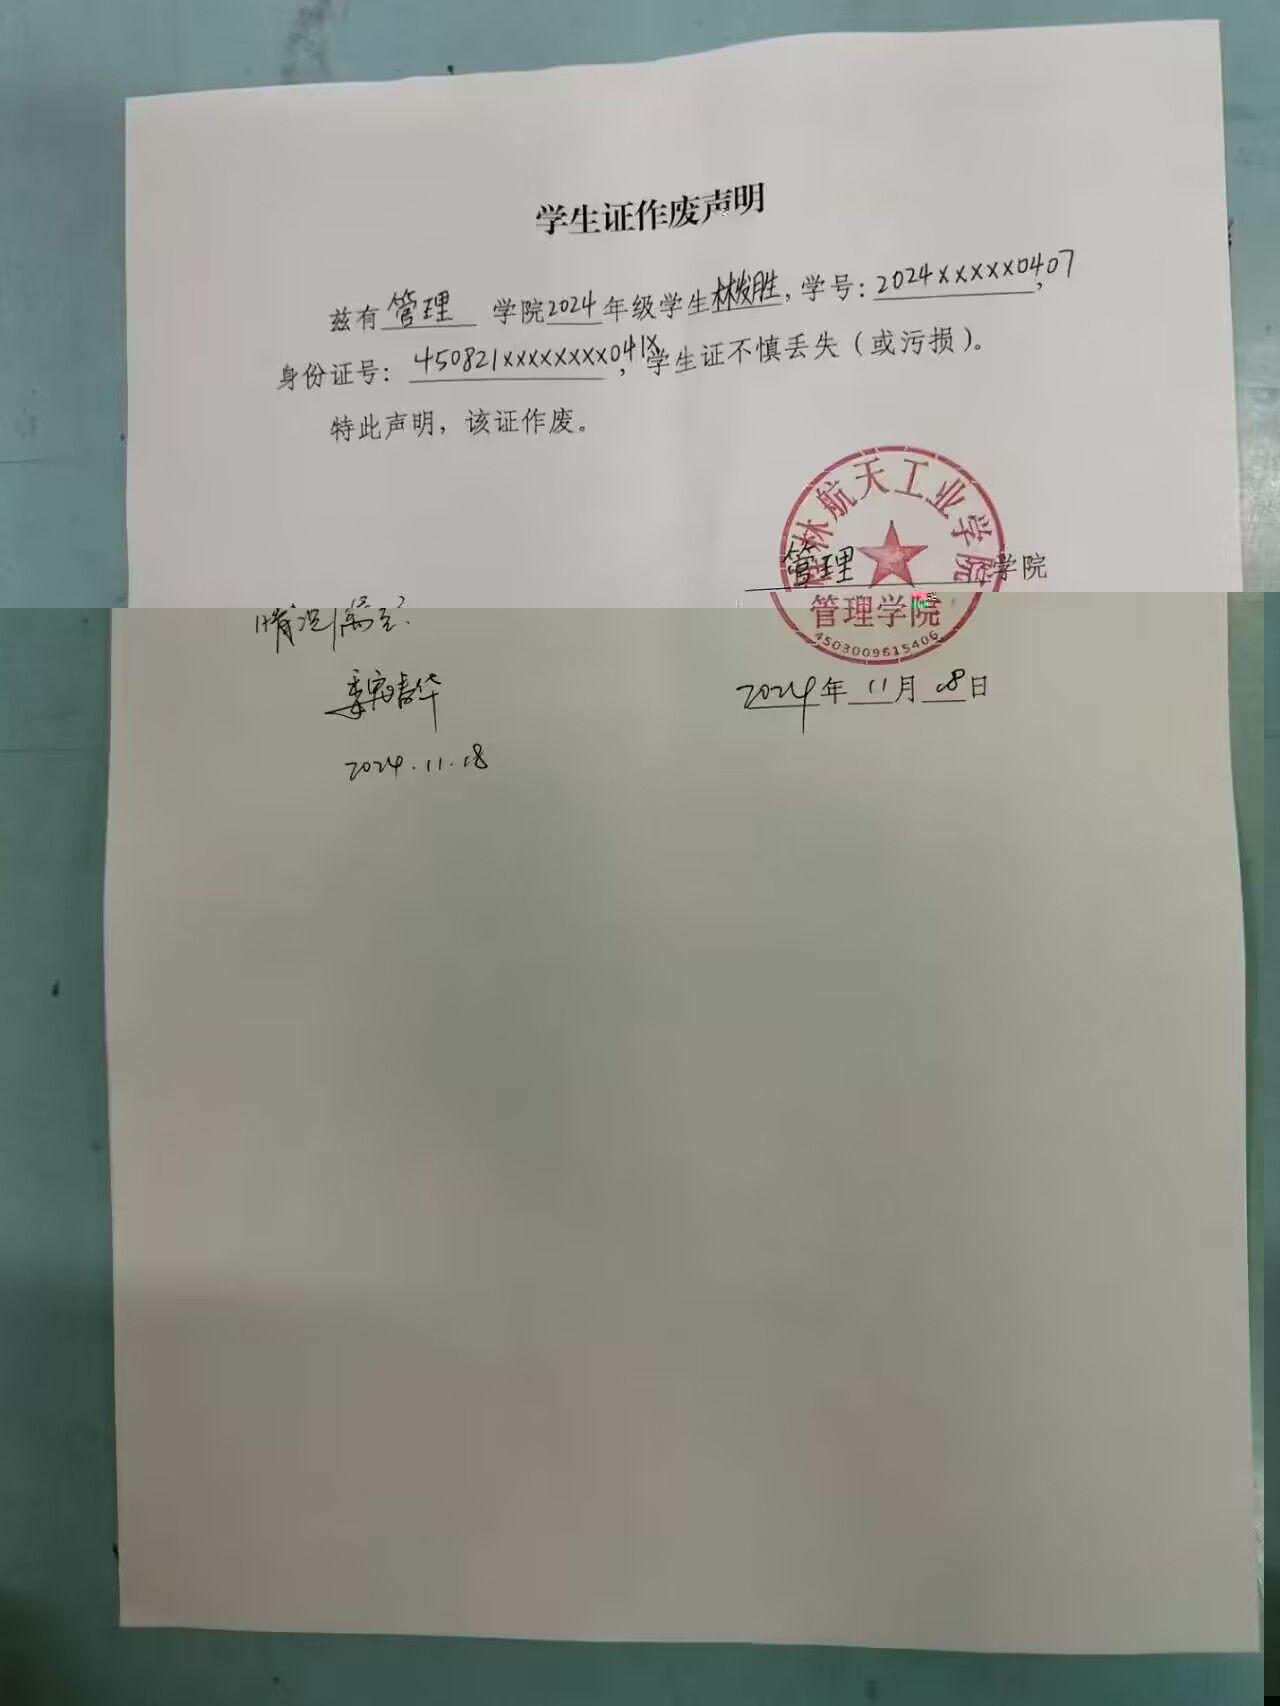 学生证作废声明
兹有管理学院2024年级学生林发胜，学号：2024xxxxxx0407，
身份证号：450821xxxxxxxx041x，学生证不慎丢失（或污损）。
特此声明，该证作废。
林航天工业学院
管理学院
管理学院
4503009615406
情况属实.
2024年11月18日
2024.11.18